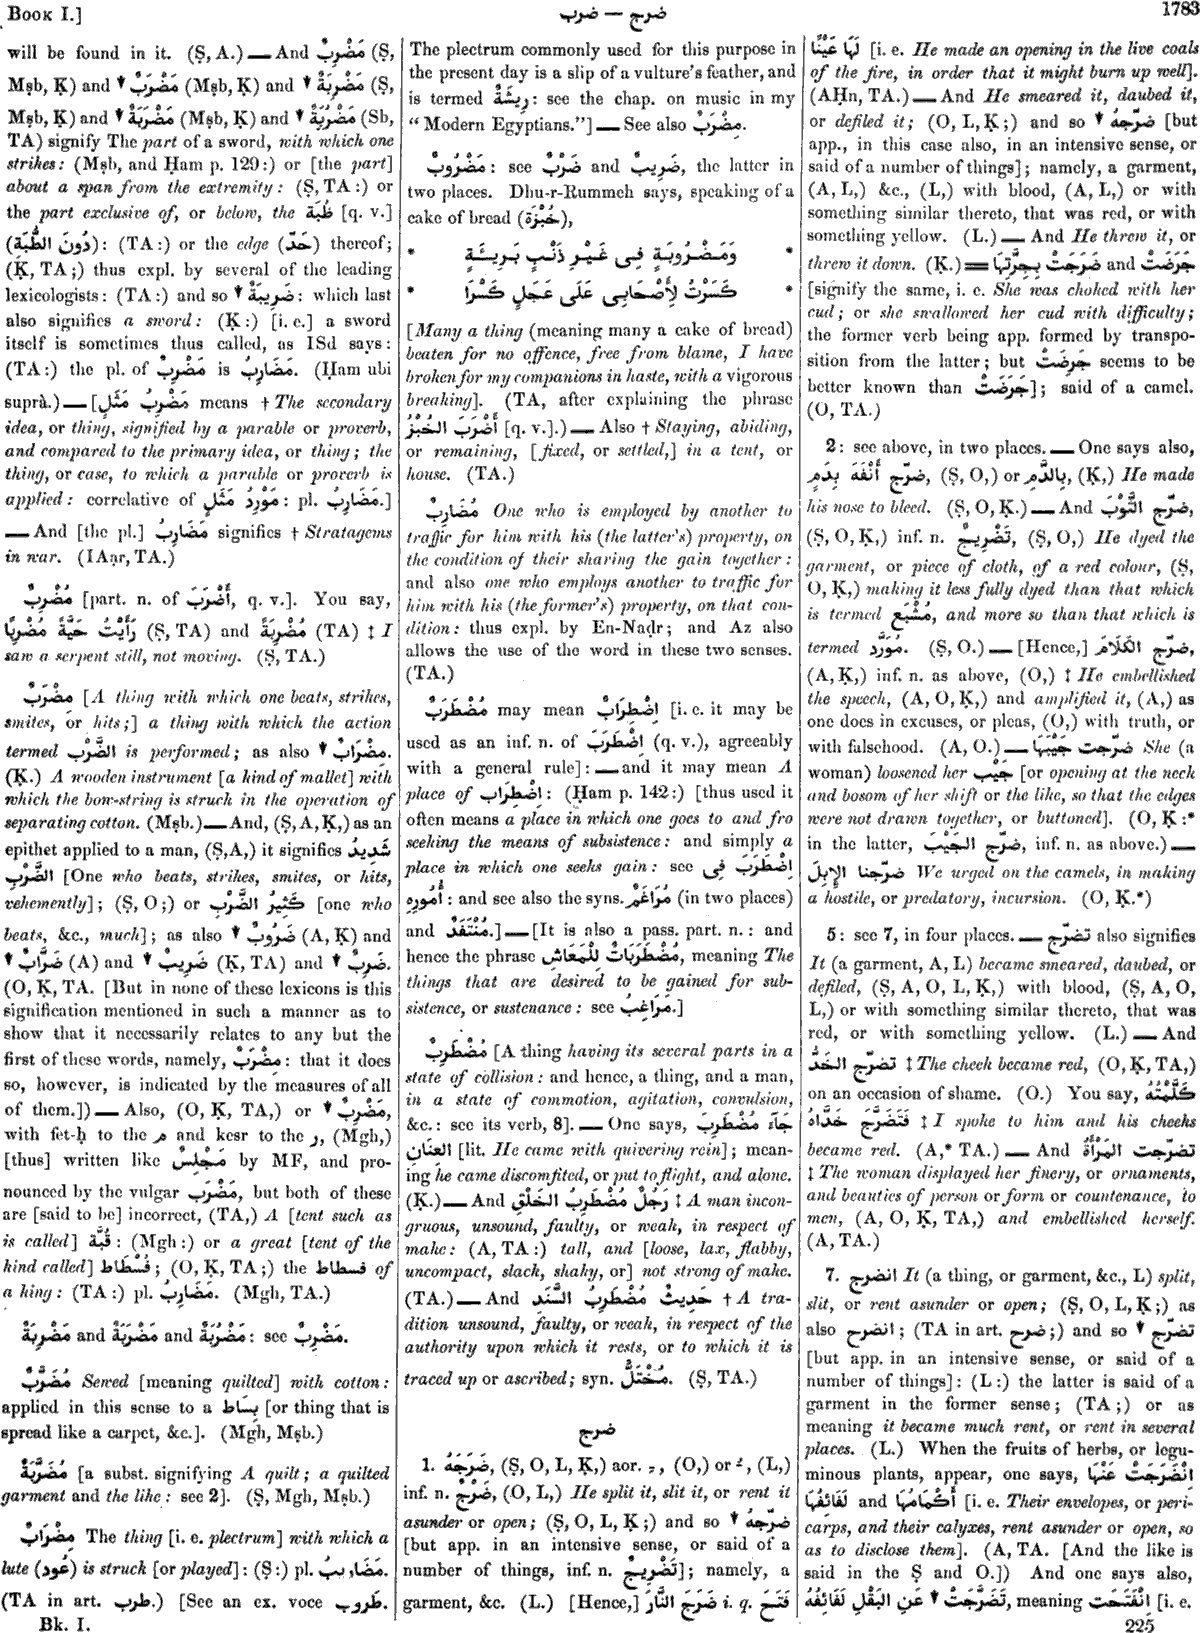 BOOK I.]
ضرب — ضرج
1783
will be found in it. (Ṣ, A.) — And مَضْرِبٌ (Ṣ,
Mṣb, Ḳ) and ↑ مَضْرَبٌ (Mṣb, Ḳ) and ↑ مَضْرِبَةٌ (Ṣ,
Mṣb, Ḳ) and ↑ مَضْرَبَةٌ (Mṣb, Ḳ) and ↑ مَضْرُبَةٌ (Sb,
TA) signify The part of a sword, with which one
strikes: (Mṣb, and Ḥam p. 129:) or [the part]
about a span from the extremity: (Ṣ, TA:) or
the part exclusive of, or below, the ظُبَة [q. v.]
(دُونَ الظُّبَةِ): (TA:) or the edge (حَدّ) thereof;
(Ḳ, TA;) thus expl. by several of the leading
lexicologists: (TA:) and so ↑ ضَرِيبَةٌ: which last
also signifies a sword: (Ḳ:) [i. e.] a sword
itself is sometimes thus called, as ISd says:
(TA:) the pl. of مَضْرِبٌ is مَضَارِبُ. (Ḥam ubi
suprà.) — [مَضْرِبُ مَثَلٍ means † The secondary
idea, or thing, signified by a parable or proverb,
and compared to the primary idea, or thing; the
thing, or case, to which a parable or proverb is
applied: correlative of مَوْرِدُ مَثَلٍ: pl. مَضَارِبُ.]
— And [the pl.] مَضَارِبُ signifies † Stratagems
in war. (IAạr, TA.)
مُضْرِبٌ [part. n. of أَضْرَبَ, q. v.]. You say,
رَأَيْتُ حَيَّةً مُضْرِبًا (Ṣ, TA) and مُضْرِبَةً (TA) ‡ I
saw a serpent still, not moving. (Ṣ, TA.)
مِضْرَبٌ [A thing with which one beats, strikes,
smites, or hits;] a thing with which the action
termed الضَّرْب is performed; as also ↑ مِضْرَابٌ.
(Ḳ.) A wooden instrument [a kind of mallet] with
which the bow-string is struck in the operation of
separating cotton. (Mṣb.) — And, (Ṣ, A, Ḳ,) as an
epithet applied to a man, (Ṣ, A,) it signifies شَدِيدُ
الضَّرْبِ [One who beats, strikes, smites, or hits,
vehemently]; (Ṣ, O;) or كَثِيرُ الضَّرْبِ [one who
beats, &c., much]; as also ↑ ضَرُوبٌ (A, Ḳ) and
↑ ضَرَّابٌ (A) and ↑ ضَرِيبٌ (Ḳ, TA) and ↑ ضَرِبٌ.
(O, Ḳ, TA. [But in none of these lexicons is this
signification mentioned in such a manner as to
show that it necessarily relates to any but the
first of these words, namely, مِضْرَبٌ: that it does
so, however, is indicated by the measures of all
of them.]) — Also, (O, Ḳ, TA,) or ↑ مَضْرِبٌ,
with fet-ḥ to the م and kesr to the ر, (Mgh,)
[thus] written like مَجْلِسٌ by MF, and pro-
nounced by the vulgar مَضْرَب, but both of these
are [said to be] incorrect, (TA,) A [tent such as
is called] قُبَّة: (Mgh:) or a great [tent of the
kind called] فُسْطَاط; (O, Ḳ, TA;) the فسطاط of
a king: (TA:) pl. مَضَارِبُ. (Mgh, TA.)
مَضْرِبَةٌ and مَضْرَبَةٌ and مَضْرُبَةٌ: see مَضْرِبٌ.
مُضَرَّبٌ Sewed [meaning quilted] with cotton:
applied in this sense to a بِسَاط [or thing that is
spread like a carpet, &c.]. (Mgh, Mṣb.)
مُضَرَّبَةٌ [a subst. signifying A quilt; a quilted
garment and the like: see 2]. (Ṣ, Mgh, Mṣb.)
مِضْرَابٌ The thing [i. e. plectrum] with which a
lute (عُود) is struck [or played]: (Ṣ:) pl. مَضَارِيبُ.
(TA in art. طرب.) [See an ex. voce طَرُوب.
Bk. I.
The plectrum commonly used for this purpose in
the present day is a slip of a vulture's feather, and
is termed رِيشَةٌ: see the chap. on music in my
"Modern Egyptians."] — See also مِضْرَبٌ.
مَضْرُوبٌ: see ضَرْبٌ and ضَرِيبٌ, the latter in
two places. Dhu-r-Rummeh says, speaking of a
cake of bread (خُبْزَة),
* وَمَضْرُوبَةٍ فِى غَيْرِ ذَنْبٍ بَرِيئَةٍ *
* كَسَرْتُ لِأَصْحَابِى عَلَى عَجَلٍ كَسْرَا *
[Many a thing (meaning many a cake of bread)
beaten for no offence, free from blame, I have
broken for my companions in haste, with a vigorous
breaking]. (TA, after explaining the phrase
أَضْرَبَ الخُبْزُ [q. v.].) — Also † Staying, abiding,
or remaining, [fixed, or settled,] in a tent, or
house. (TA.)
مُضَارِبٌ One who is employed by another to
traffic for him with his (the latter's) property, on
the condition of their sharing the gain together:
and also one who employs another to traffic for
him with his (the former's) property, on that con-
dition: thus expl. by En-Naḍr; and Az also
allows the use of the word in these two senses.
(TA.)
مُضْطَرَبٌ may mean اِضْطِرَابٌ [i. e. it may be
used as an inf. n. of اِضْطَرَبَ (q. v.), agreeably
with a general rule]: — and it may mean A
place of اِضْطِرَاب: (Ḥam p. 142:) [thus used it
often means a place in which one goes to and fro
seeking the means of subsistence: and simply a
place in which one seeks gain: see اِضْطَرَبَ فِى
أُمُورِهِ: and see also the syns. مُرَاغَمٌ (in two places)
and مُنْتَفَدٌ.] — [It is also a pass. part. n.: and
hence the phrase مُضْطَرَبَاتٌ لِلْمَعَاشِ, meaning The
things that are desired to be gained for sub-
sistence, or sustenance: see مَرَاغِبُ.]
مُضْطَرِبٌ [A thing having its several parts in a
state of collision: and hence, a thing, and a man,
in a state of commotion, agitation, convulsion,
&c.: see its verb, 8]. — One says, جَآءَ مُضْطَرِبَ
العِنَانِ [lit. He came with quivering rein]; mean-
ing he came discomfited, or put to flight, and alone.
(Ḳ.) — And رَجُلٌ مُضْطَرِبُ الخَلْقِ ‡ A man incon-
gruous, unsound, faulty, or weak, in respect of
make: (A, TA:) tall, and [loose, lax, flabby,
uncompact, slack, shaky, or] not strong of make.
(TA.) — And حَدِيثٌ مُضْطَرِبُ السَّنَدِ † A tra-
dition unsound, faulty, or weak, in respect of the
authority upon which it rests, or to which it is
traced up or ascribed; syn. مُخْتَلٌّ. (Ṣ, TA.)
ضرج
1. ضَرَجَهُ, (Ṣ, O, L, Ḳ,) aor. ـِ, (O,) or ـُ, (L,)
inf. n. ضَرْجٌ, (O, L,) He split it, slit it, or rent it
asunder or open; (Ṣ, O, L, Ḳ;) and so ↑ ضرّجهُ
[but app. in an intensive sense, or said of a
number of things, inf. n. تَضْرِيجٌ]; namely, a
garment, &c. (L.) [Hence,] ضَرَجَ النَّارَ i. q. فَتَحَ
لَهَا عَيْنًا [i. e. He made an opening in the live coals
of the fire, in order that it might burn up well].
(AḤn, TA.) — And He smeared it, daubed it,
or defiled it; (O, L, Ḳ;) and so ↑ ضرّجهُ [but
app., in this case also, in an intensive sense, or
said of a number of things]; namely, a garment,
(A, L,) &c., (L,) with blood, (A, L,) or with
something similar thereto, that was red, or with
something yellow. (L.) — And He threw it, or
threw it down. (Ḳ.) = ضَرَجَتْ بِجِرَّتِهَا and جَرَضَتْ
[signify the same, i. e. She was choked with her
cud; or she swallowed her cud with difficulty;
the former verb being app. formed by transpo-
sition from the latter; but جَرِضَتْ seems to be
better known than جَرَضَتْ]; said of a camel.
(O, TA.)
2: see above, in two places. — One says also,
ضرّج أَنْفَهُ بِدَمٍ, (Ṣ, O,) or بِالدَّمِ, (Ḳ,) He made
his nose to bleed. (Ṣ, O, Ḳ.) — And ضرّج الثَّوْبَ,
(Ṣ, O, Ḳ,) inf. n. تَضْرِيجٌ, (Ṣ, O,) He dyed the
garment, or piece of cloth, of a red colour, (Ṣ,
O, Ḳ,) making it less fully dyed than that which
is termed مُشْبَع, and more so than that which is
termed مُوَرَّد. (Ṣ, O.) — [Hence,] ضرّج الكَلَامَ,
(A, Ḳ,) inf. n. as above, (O,) ‡ He embellished
the speech, (A, O, Ḳ,) and amplified it, (A,) as
one does in excuses, or pleas, (O,) with truth, or
with falsehood. (A, O.) — ضرّجت جَيْبَهَا She (a
woman) loosened her جَيْب [or opening at the neck
and bosom of her shift or the like, so that the edges
were not drawn together, or buttoned]. (O, Ḳ:*
in the latter, ضرّج الجَيْبَ, inf. n. as above.) —
ضرّجنا الإِبِلَ We urged on the camels, in making
a hostile, or predatory, incursion. (O, Ḳ.*)
5: see 7, in four places. — تضرّج also signifies
It (a garment, A, L) became smeared, daubed, or
defiled, (Ṣ, A, O, L, Ḳ,) with blood, (Ṣ, A, O,
L,) or with something similar thereto, that was
red, or with something yellow. (L.) — And
تضرّج الخَدُّ ‡ The cheek became red, (O, Ḳ, TA,)
on an occasion of shame. (O.) You say, كَلَّمْتُهُ
فَتَضَرَّجَ خَدَّاهُ ‡ I spoke to him and his cheeks
became red. (A,* TA.) — And تضرّجت المَرْأَةُ
‡ The woman displayed her finery, or ornaments,
and beauties of person or form or countenance, to
men, (A, O, Ḳ, TA,) and embellished herself.
(A, TA.)
7. انضرج It (a thing, or garment, &c., L) split,
slit, or rent asunder or open; (Ṣ, O, L, Ḳ;) as
also انضرح; (TA in art. ضرح;) and so ↑ تضرّج
[but app. in an intensive sense, or said of a
number of things]: (L:) the latter is said of a
garment in the former sense; (TA;) or as
meaning it became much rent, or rent in several
places. (L.) When the fruits of herbs, or legu-
minous plants, appear, one says, اِنْضَرَجَتْ عَنْهَا
لَفَائِفُهَا and أَكْمَامُهَا [i. e. Their envelopes, or peri-
carps, and their calyxes, rent asunder or open, so
as to disclose them]. (A, TA. [And the like is
said in the Ṣ and O.]) And one says also,
تَضَرَّجَتْ ↑ عَنِ البَقْلِ لَفَائِفُهُ, meaning اِنْفَتَحَت [i. e.
225